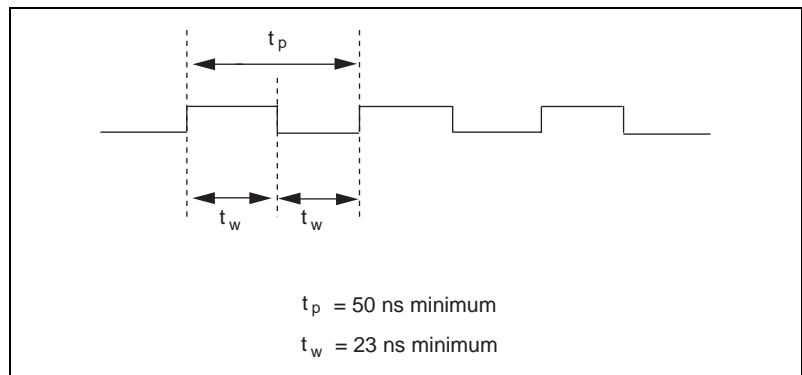 t p
t w t w
t p = 50 ns minimum
t w = 23 ns minimum